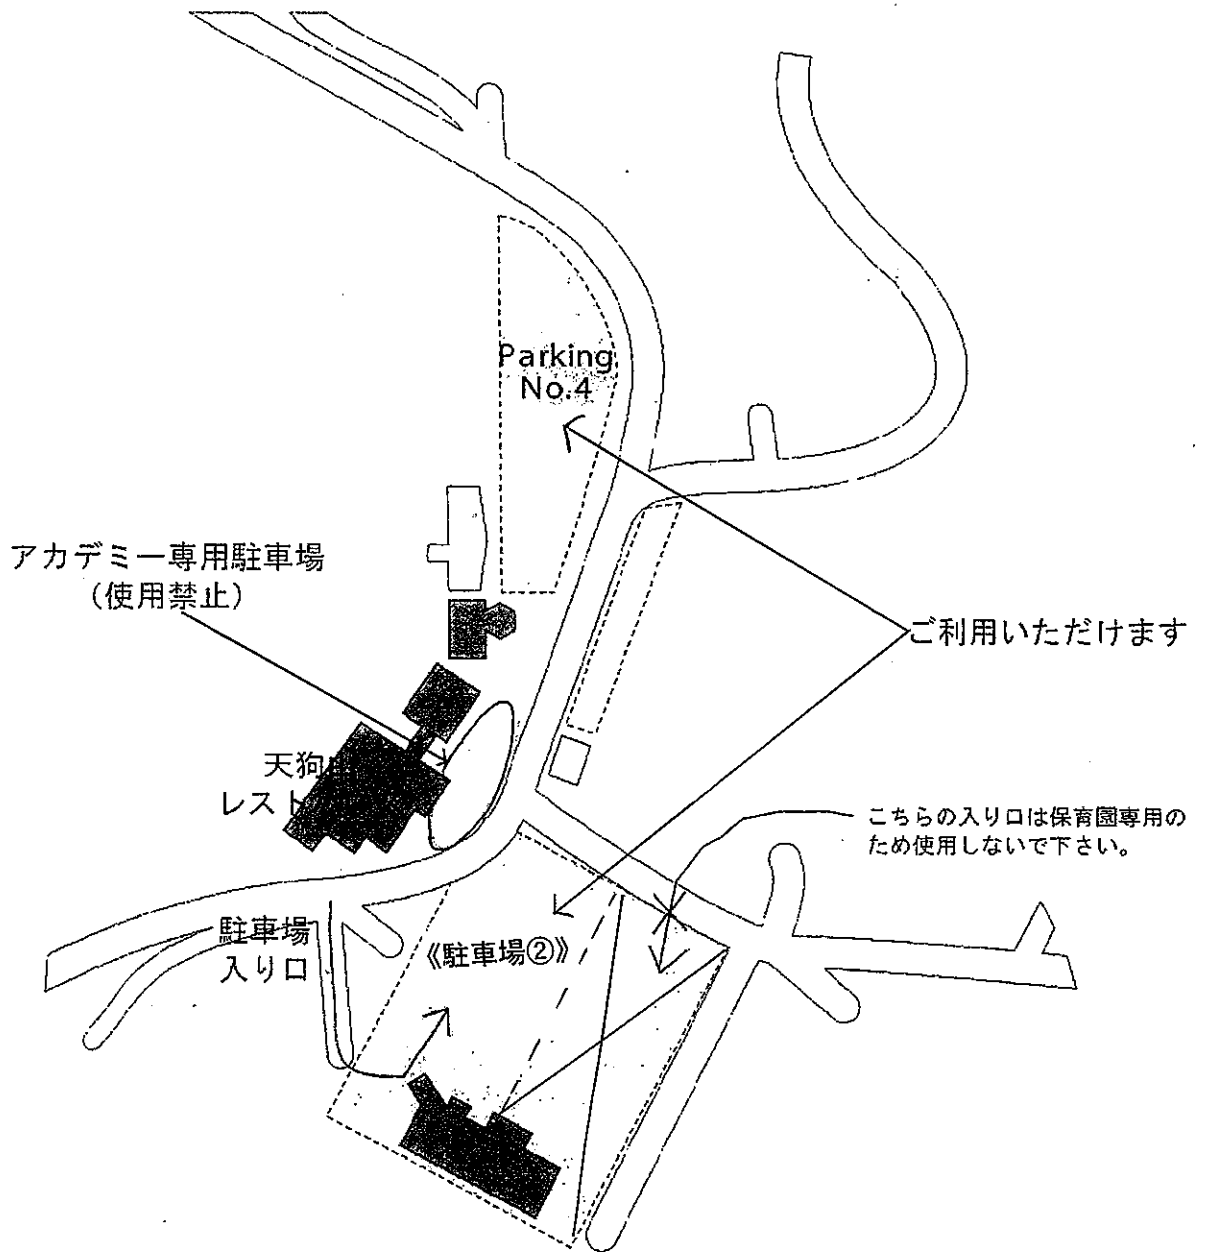 Parking
No.4
アカデミー専用駐車場
（使用禁止）
ご利用いただけます
天狗
レスト
こちらの入り口は保育園専用の
ため使用しないで下さい。
駐車場
入り口
《駐車場②》